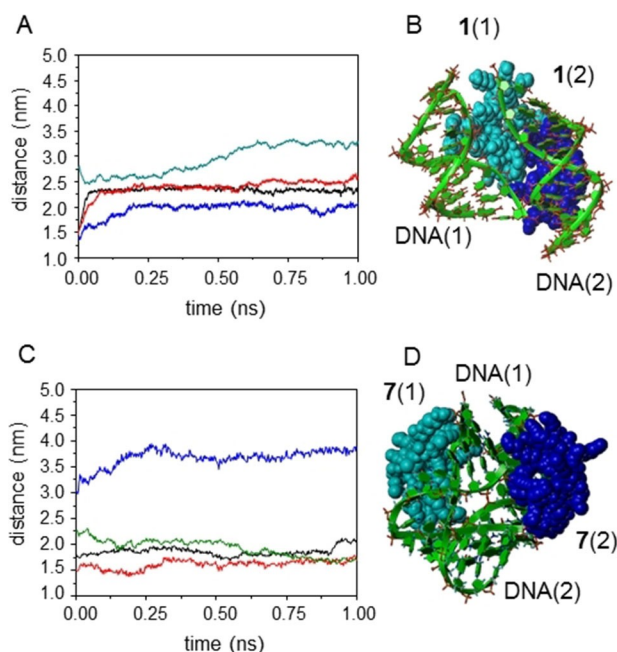 A
B
1(1)
1(2)
5.0
4.5
4.0
3.5
3.0
2.5
2.0
1.5
1.0
distance (nm)
0.00 0.25 0.50 0.75 1.00
time (ns)
DNA(1)
DNA(2)
C
D
DNA(1)
7(1)
5.0
4.5
4.0
3.5
3.0
2.5
2.0
1.5
1.0
distance (nm)
0.00 0.25 0.50 0.75 1.00
time (ns)
7(2)
DNA(2)